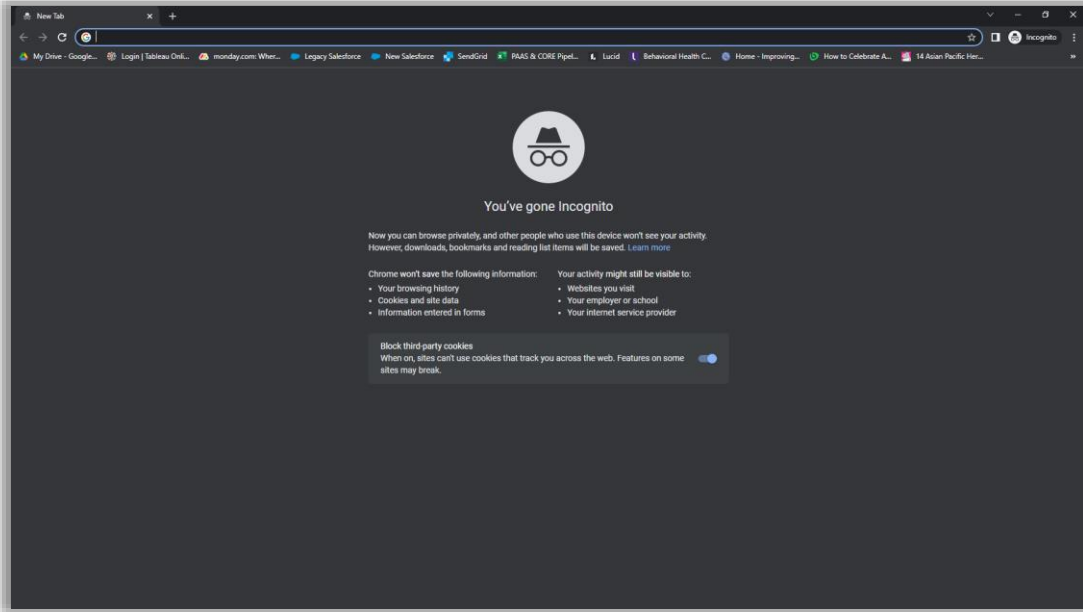 New Tab
Incognito
My Drive - Google... Login | Tableau Onli... monday.com: Wher... Legacy Salesforce New Salesforce SendGrid PAAS & CORE Pipel... Lucid Behavioral Health C... Home - Improving... How to Celebrate A... 14 Asian Pacific Her...
You've gone Incognito
Now you can browse privately, and other people who use this device won't see your activity.
However, downloads, bookmarks and reading list items will be saved. Learn more
Chrome won't save the following information:
• Your browsing history
• Cookies and site data
• Information entered in forms
Your activity might still be visible to:
• Websites you visit
• Your employer or school
• Your internet service provider
Block third-party cookies
When on, sites can't use cookies that track you across the web. Features on some
sites may break.